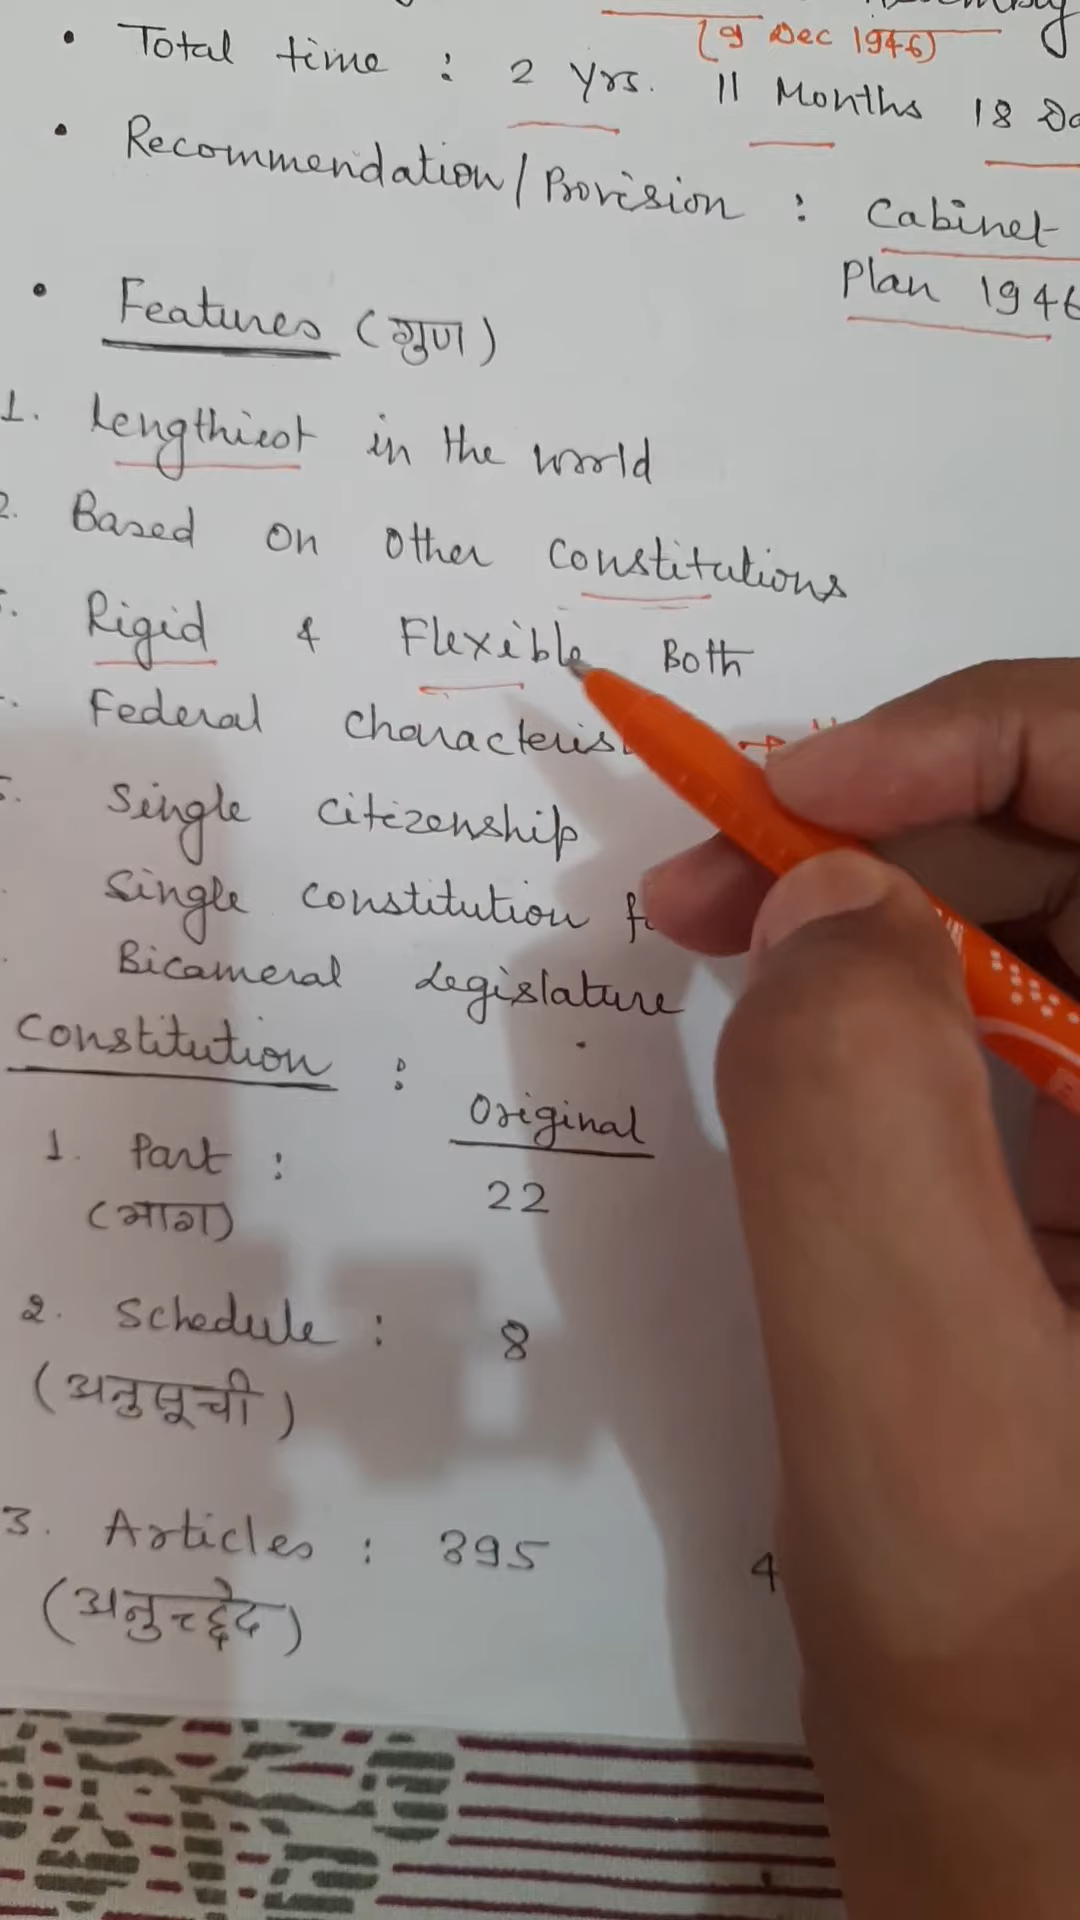 (9 Dec 1946)
• Total time : 2 yrs. 11 Months 18
• Recommendation/Provision : Cabinet
Plan 1946
• Features (गुण)
1. Lengthiest in the world
2. Based on other constitutions
Rigid & Flexible Both
Federal
5. Single citizenship
Single constitution
Bicameral Legislature
Constitution :
Original
1. Part : 22
(भाग)
2. Schedule : 8
(अनुसूची)
3. Articles : 395 4
(अनुच्छेद)